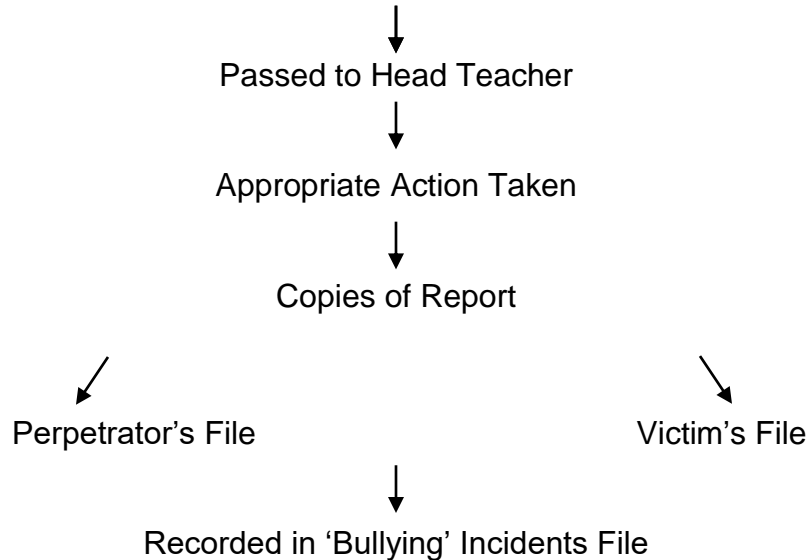 Passed to Head Teacher
Appropriate Action Taken
Copies of Report
Perpetrator’s File
Victim’s File
Recorded in ‘Bullying’ Incidents File